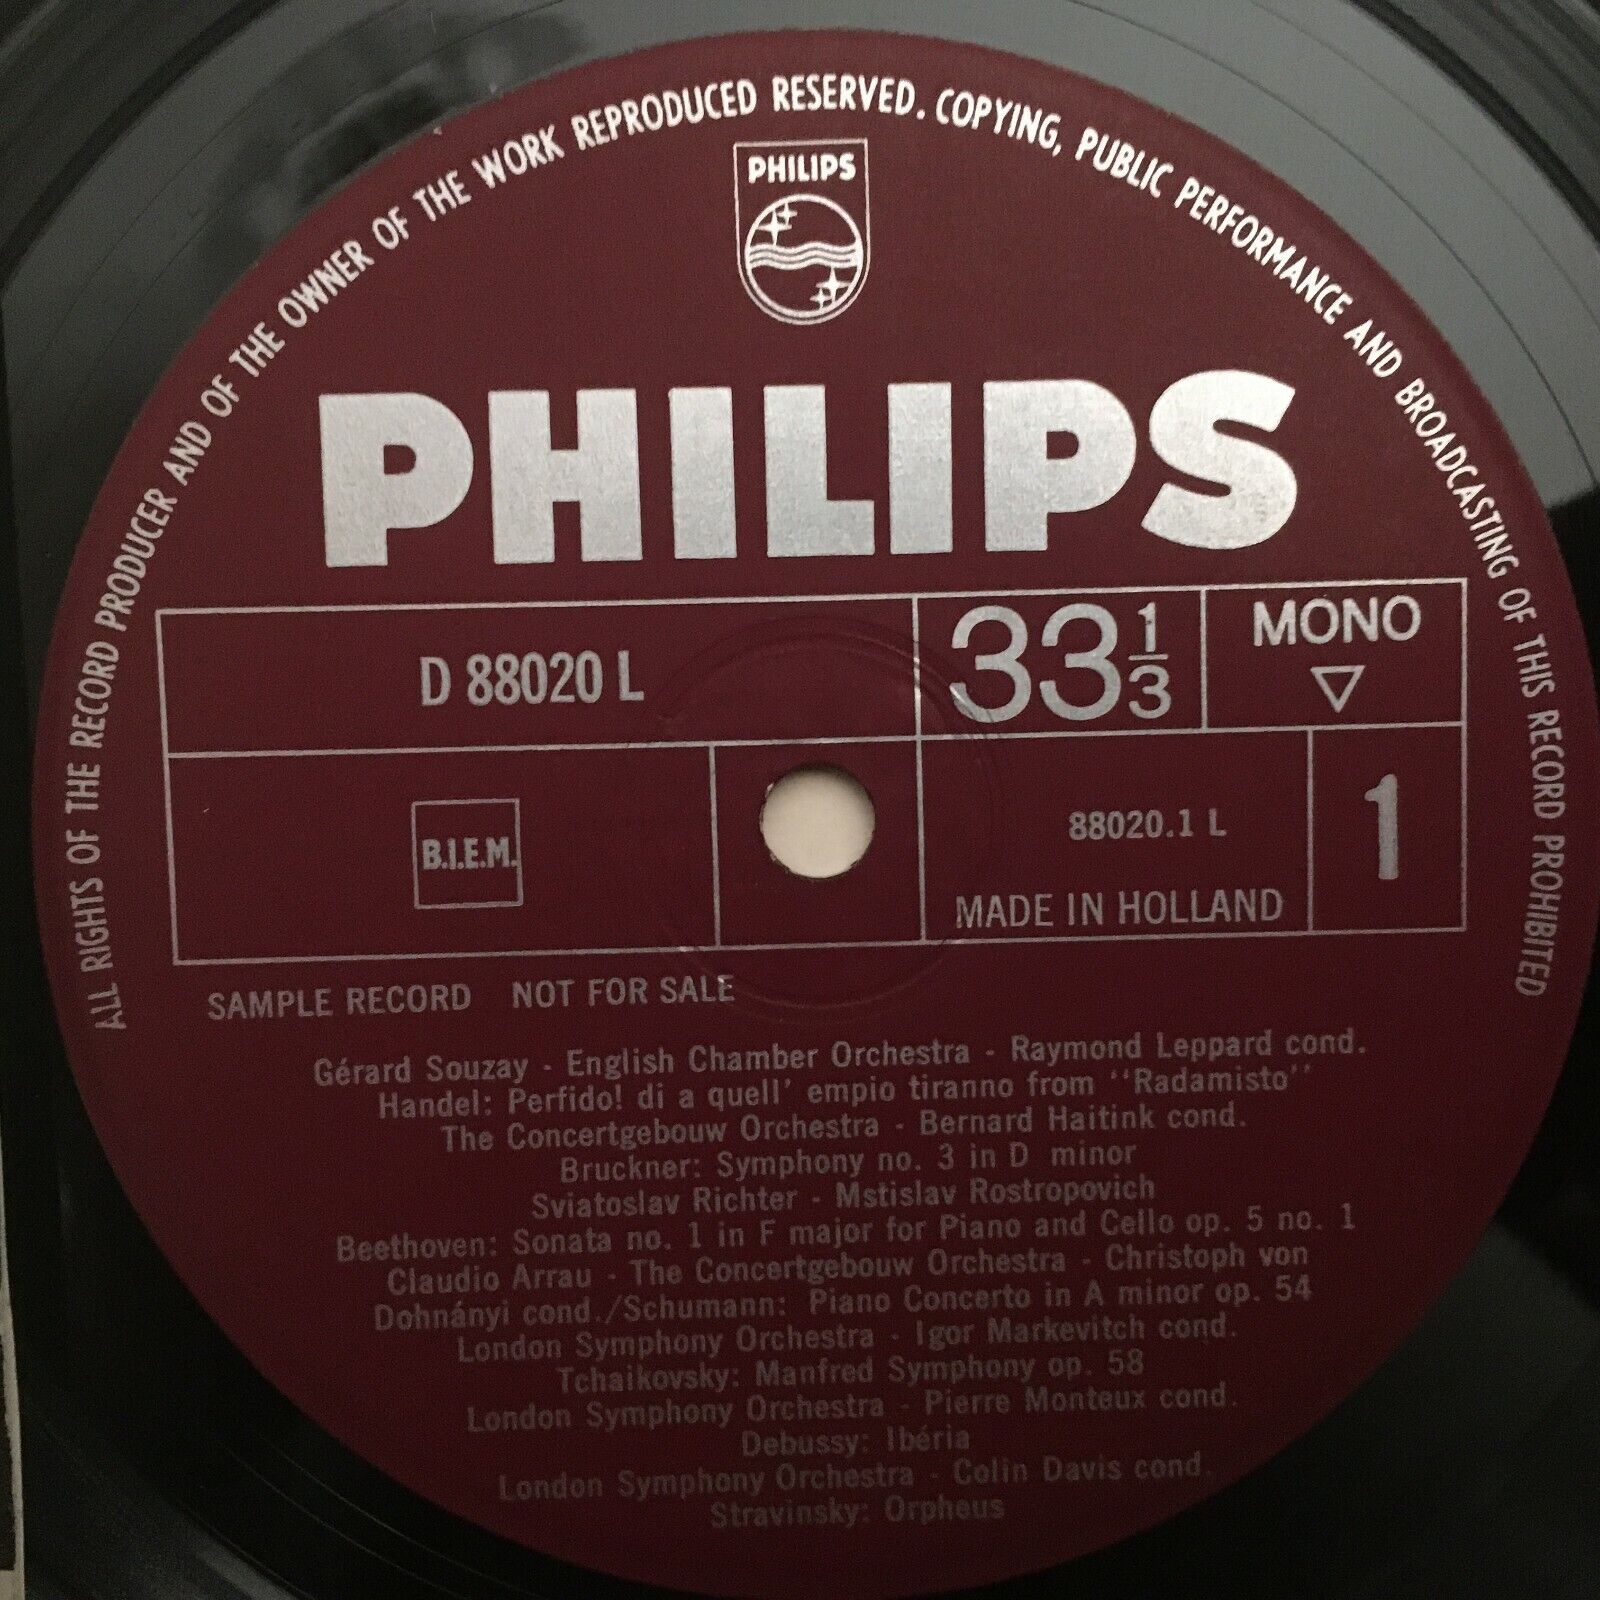 ALL RIGHTS OF THE RECORD PRODUCER AND OF THE OWNER OF THE WORK REPRODUCED RESERVED. COPYING, PUBLIC PERFORMANCE AND BROADCASTING OF THIS RECORD PROHIBITED
PHILIPS
PHILIPS
D 88020 L
33 1/3
MONO
▽
B.I.E.M.
88020.1 L
MADE IN HOLLAND
1
SAMPLE RECORD NOT FOR SALE
Gérard Souzay - English Chamber Orchestra - Raymond Leppard cond.
Handel: Perfido! di a quell' empio tiranno from "Radamisto"
The Concertgebouw Orchestra - Bernard Haitink cond.
Bruckner: Symphony no. 3 in D minor
Sviatoslav Richter - Mstislav Rostropovich
Beethoven: Sonata no. 1 in F major for Piano and Cello op. 5 no. 1
Claudio Arrau - The Concertgebouw Orchestra - Christoph von
Dohnányi cond./Schumann: Piano Concerto in A minor op. 54
London Symphony Orchestra - Igor Markevitch cond.
Tchaikovsky: Manfred Symphony op. 58
London Symphony Orchestra - Pierre Monteux cond.
Debussy: Ibéria
London Symphony Orchestra - Colin Davis cond.
Stravinsky: Orpheus